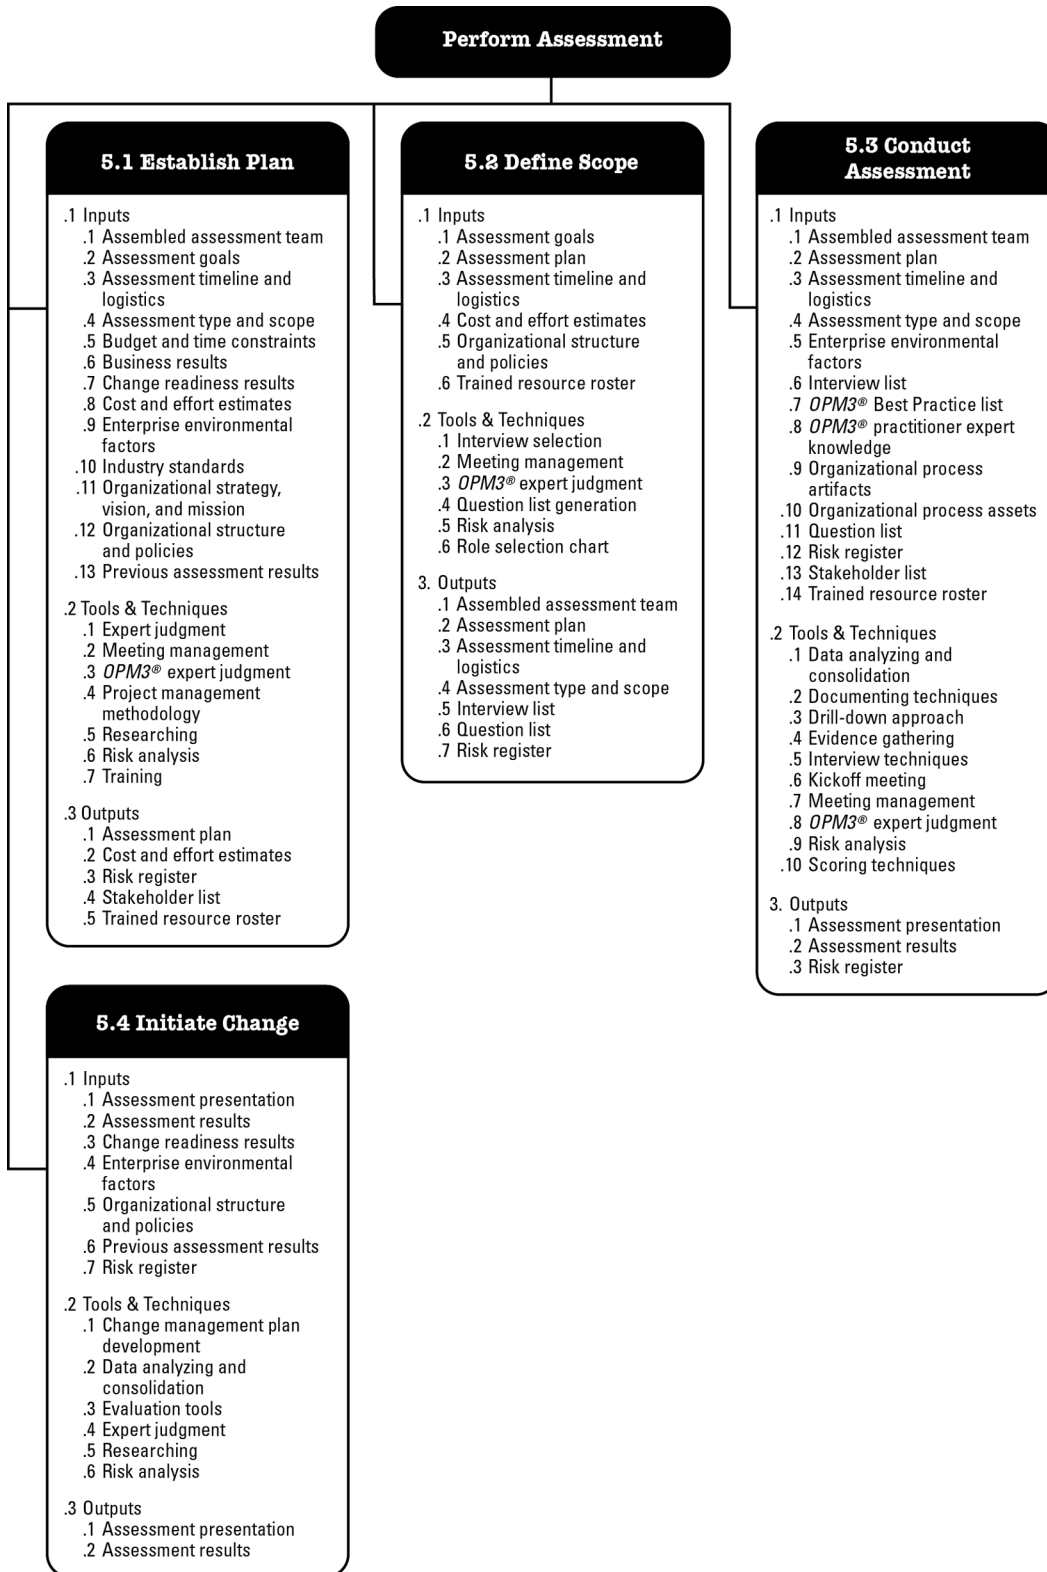 Perform Assessment
5.1 Establish Plan
.1 Inputs
.1 Assembled assessment team
.2 Assessment goals
.3 Assessment timeline and
logistics
.4 Assessment type and scope
.5 Budget and time constraints
.6 Business results
.7 Change readiness results
.8 Cost and effort estimates
.9 Enterprise environmental
factors
.10 Industry standards
.11 Organizational strategy,
vision, and mission
.12 Organizational structure
and policies
.13 Previous assessment results
.2 Tools & Techniques
.1 Expert judgment
.2 Meeting management
.3 OPM3® expert judgment
.4 Project management
methodology
.5 Researching
.6 Risk analysis
.7 Training
.3 Outputs
.1 Assessment plan
.2 Cost and effort estimates
.3 Risk register
.4 Stakeholder list
.5 Trained resource roster
5.2 Define Scope
.1 Inputs
.1 Assessment goals
.2 Assessment plan
.3 Assessment timeline and
logistics
.4 Cost and effort estimates
.5 Organizational structure
and policies
.6 Trained resource roster
.2 Tools & Techniques
.1 Interview selection
.2 Meeting management
.3 OPM3® expert judgment
.4 Question list generation
.5 Risk analysis
.6 Role selection chart
3. Outputs
.1 Assembled assessment team
.2 Assessment plan
.3 Assessment timeline and
logistics
.4 Assessment type and scope
.5 Interview list
.6 Question list
.7 Risk register
5.3 Conduct
Assessment
.1 Inputs
.1 Assembled assessment team
.2 Assessment plan
.3 Assessment timeline and
logistics
.4 Assessment type and scope
.5 Enterprise environmental
factors
.6 Interview list
.7 OPM3® Best Practice list
.8 OPM3® practitioner expert
knowledge
.9 Organizational process
artifacts
.10 Organizational process assets
.11 Question list
.12 Risk register
.13 Stakeholder list
.14 Trained resource roster
.2 Tools & Techniques
.1 Data analyzing and
consolidation
.2 Documenting techniques
.3 Drill-down approach
.4 Evidence gathering
.5 Interview techniques
.6 Kickoff meeting
.7 Meeting management
.8 OPM3® expert judgment
.9 Risk analysis
.10 Scoring techniques
3. Outputs
.1 Assessment presentation
.2 Assessment results
.3 Risk register
5.4 Initiate Change
.1 Inputs
.1 Assessment presentation
.2 Assessment results
.3 Change readiness results
.4 Enterprise environmental
factors
.5 Organizational structure
and policies
.6 Previous assessment results
.7 Risk register
.2 Tools & Techniques
.1 Change management plan
development
.2 Data analyzing and
consolidation
.3 Evaluation tools
.4 Expert judgment
.5 Researching
.6 Risk analysis
.3 Outputs
.1 Assessment presentation
.2 Assessment results